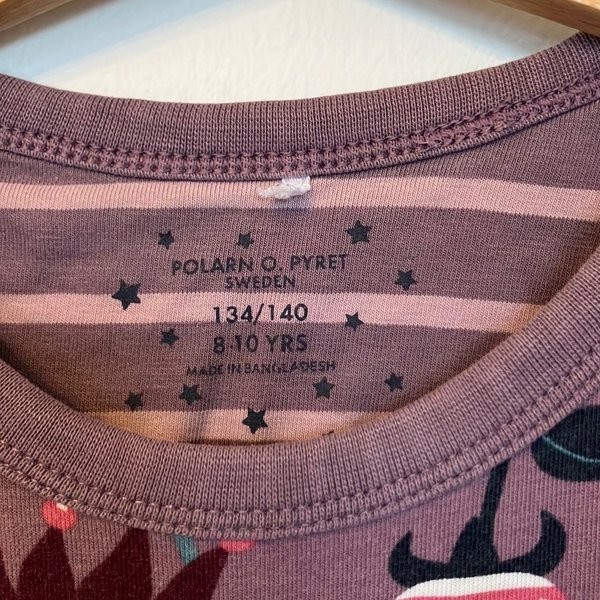 POLARN O. PYRET
SWEDEN
134/140
8-10 YRS
MADE IN BANGLADESH